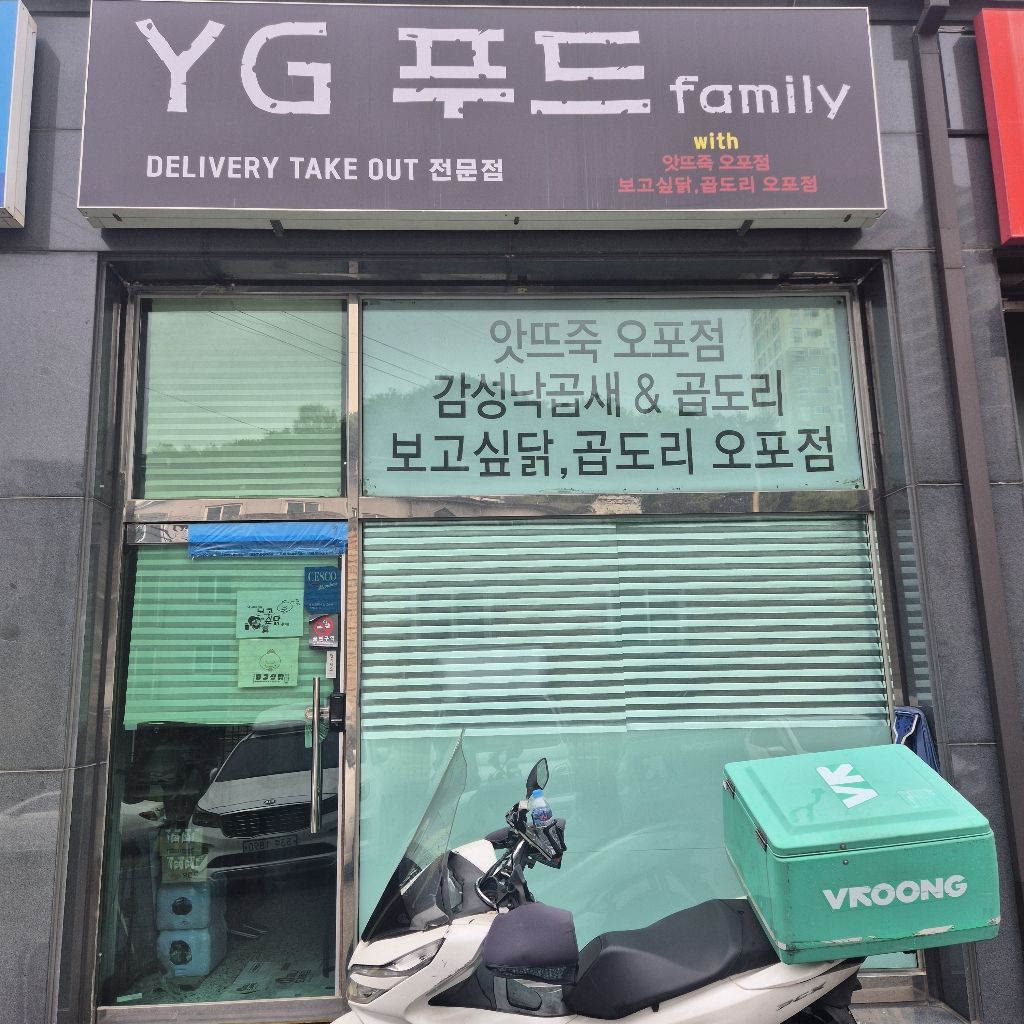 YG 푸드 family
with
DELIVERY TAKE OUT 전문점
앗뜨죽 오포점
보고싶닭,곱도리 오포점
앗뜨죽 오포점
감성낙곱새 & 곱도리
보고싶닭,곱도리 오포점
CESCO
VROONG
PCX